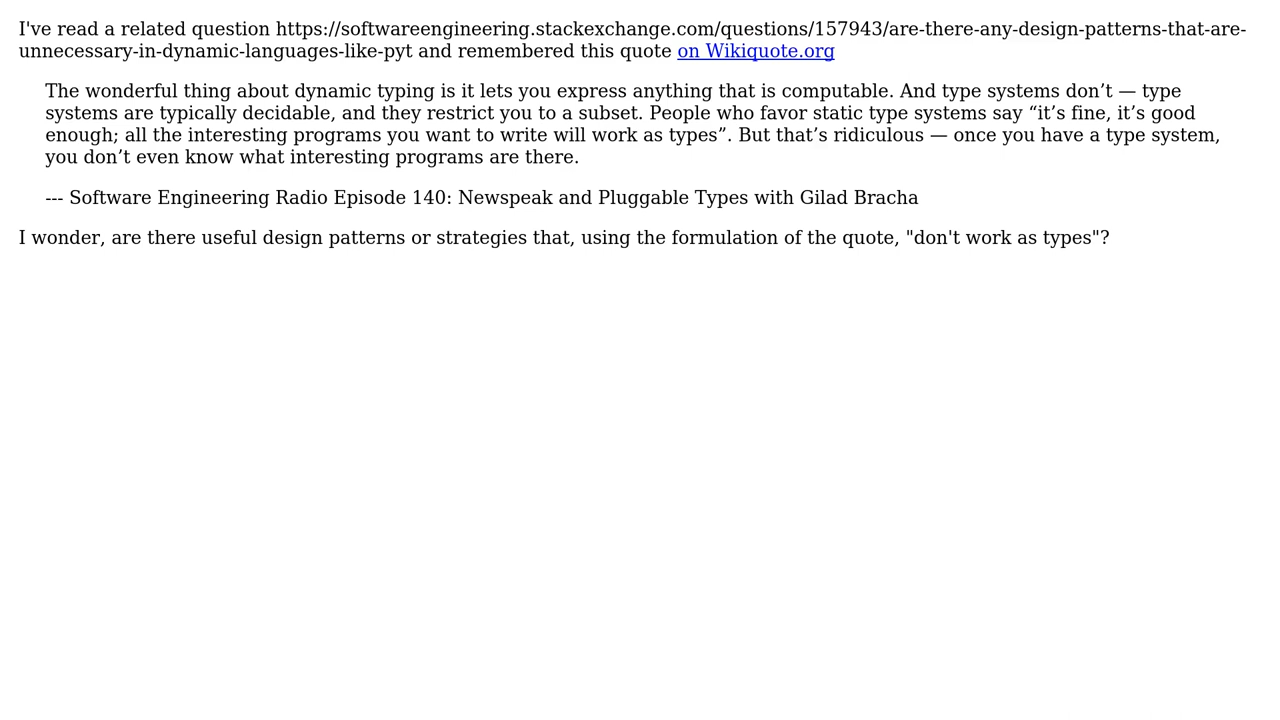 I've read a related question https://softwareengineering.stackexchange.com/questions/157943/are-there-any-design-patterns-that-are-
unnecessary-in-dynamic-languages-like-pyt and remembered this quote on Wikiquote.org
The wonderful thing about dynamic typing is it lets you express anything that is computable. And type systems don’t — type
systems are typically decidable, and they restrict you to a subset. People who favor static type systems say “it’s fine, it’s good
enough; all the interesting programs you want to write will work as types”. But that’s ridiculous — once you have a type system,
you don’t even know what interesting programs are there.
--- Software Engineering Radio Episode 140: Newspeak and Pluggable Types with Gilad Bracha
I wonder, are there useful design patterns or strategies that, using the formulation of the quote, "don't work as types"?